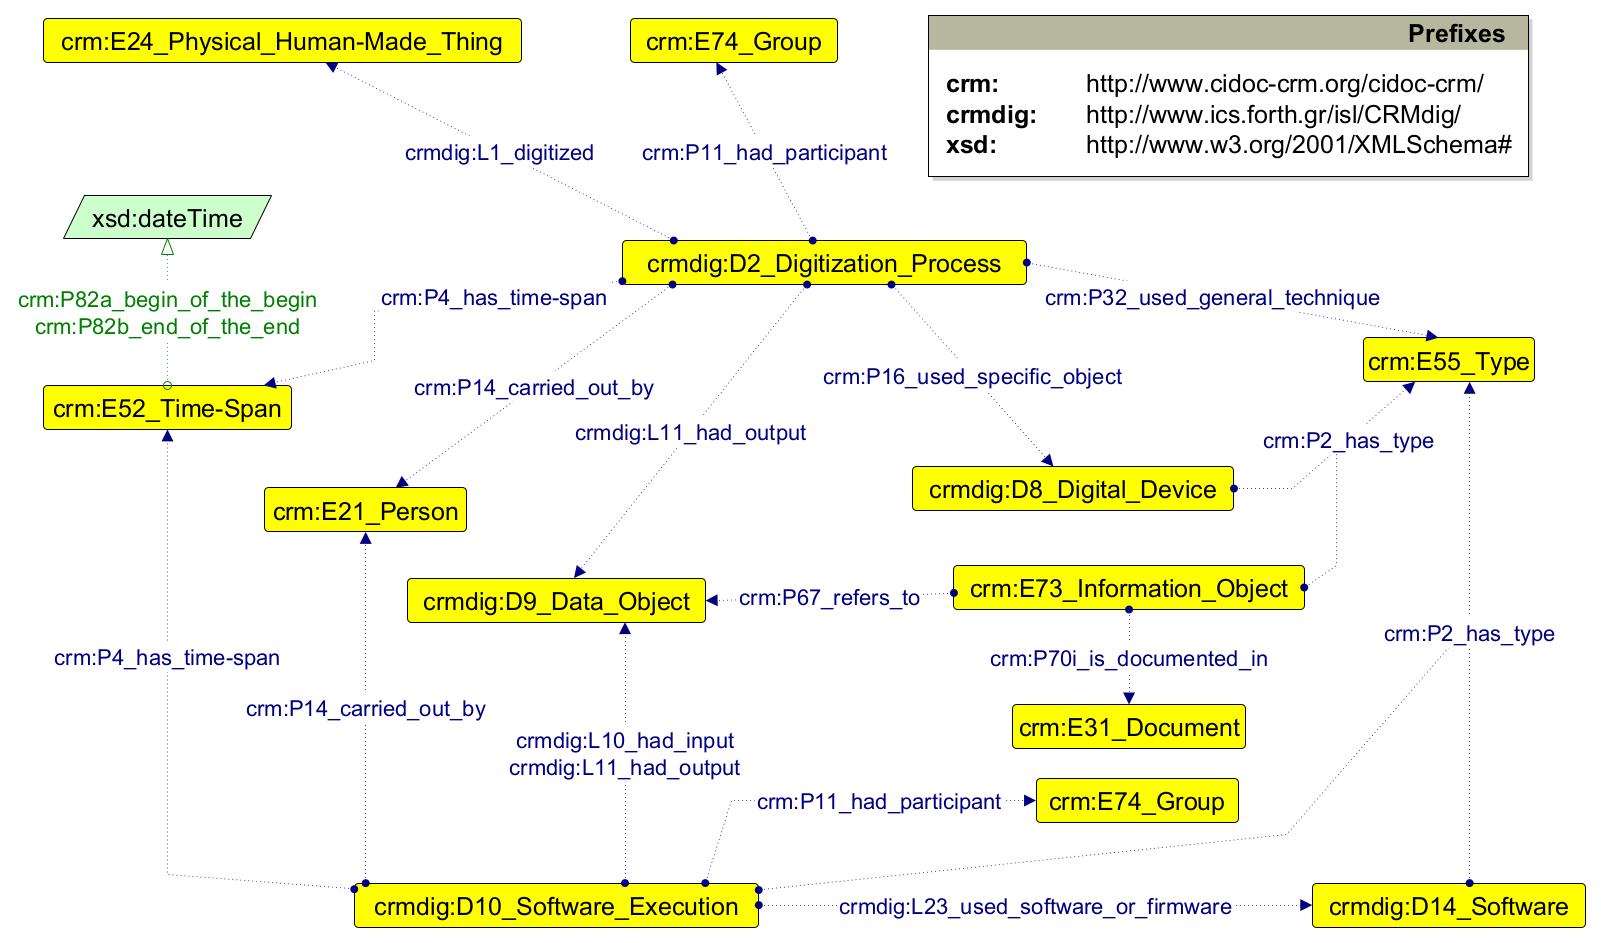 crm:E24_Physical_Human-Made_Thing
crm:E74_Group
Prefixes
crm: http://www.cidoc-crm.org/cidoc-crm/
crmdig: http://www.ics.forth.gr/isl/CRMdig/
xsd: http://www.w3.org/2001/XMLSchema#
crmdig:L1_digitized
crm:P11_had_participant
xsd:dateTime
crmdig:D2_Digitization_Process
crm:P82a_begin_of_the_begin
crm:P82b_end_of_the_end
crm:P4_has_time-span
crm:P32_used_general_technique
crm:E55_Type
crm:P14_carried_out_by
crm:P16_used_specific_object
crm:E52_Time-Span
crmdig:L11_had_output
crm:P2_has_type
crmdig:D8_Digital_Device
crm:E21_Person
crmdig:D9_Data_Object
crm:P67_refers_to
crm:E73_Information_Object
crm:P2_has_type
crm:P4_has_time-span
crm:P70i_is_documented_in
crm:P14_carried_out_by
crm:E31_Document
crmdig:L10_had_input
crmdig:L11_had_output
crm:P11_had_participant
crm:E74_Group
crmdig:D10_Software_Execution
crmdig:L23_used_software_or_firmware
crmdig:D14_Software